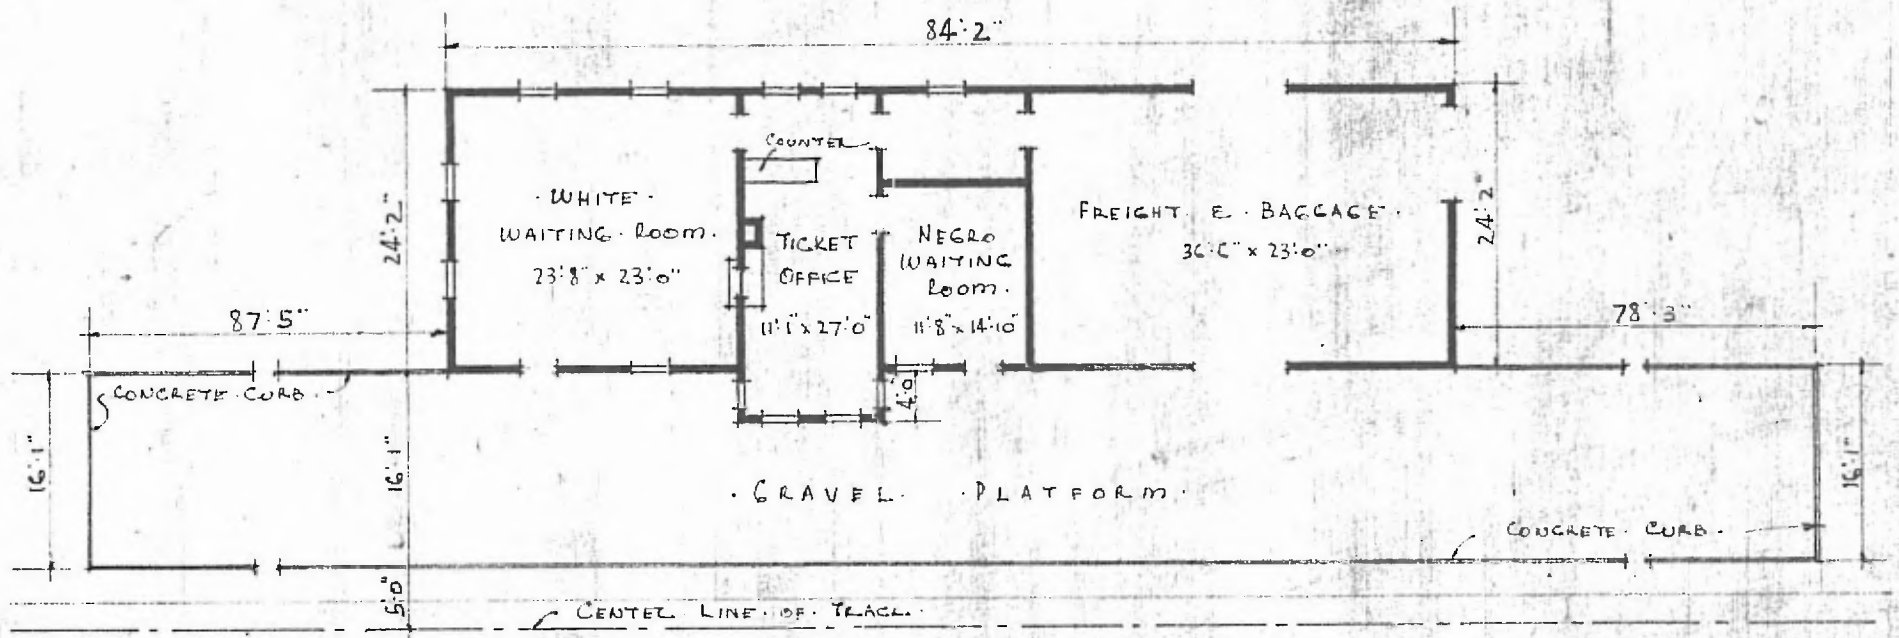 84'-2"
COUNTER
· WHITE ·
WAITING · ROOM ·
23'-8" x 23'-0"
TICKET
OFFICE
11'-1" x 27'-0"
NEGRO
WAITING
ROOM ·
11'-8" x 14'-10"
FREIGHT · & · BAGGAGE ·
36'-6" x 23'-0"
24'-2"
24'-2"
87'-5"
78'-3"
CONCRETE · CURB ·
4'-0"
16'-1"
16'-1"
16'-1"
· GRAVEL · · PLATFORM ·
CONCRETE · CURB ·
5'-0"
CENTER LINE · OF · TRACK ·